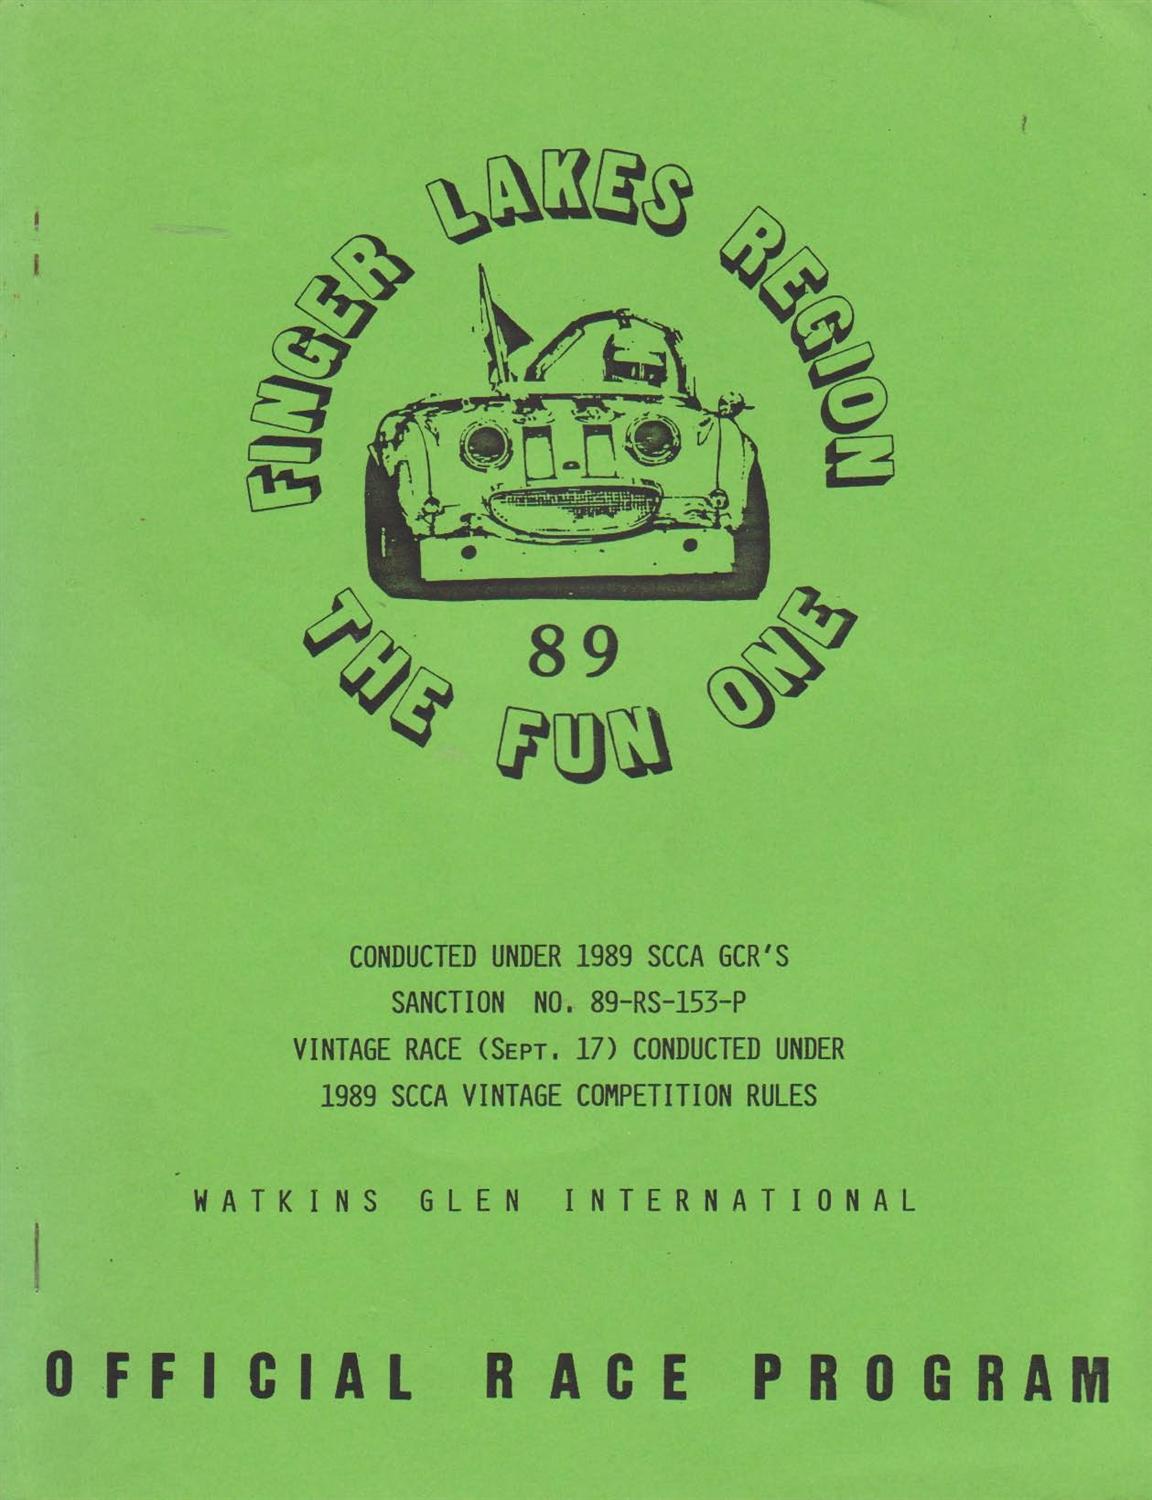 FINGER LAKES REGION
89
THE FUN ONE
CONDUCTED UNDER 1989 SCCA GCR'S
SANCTION NO. 89-RS-153-P
VINTAGE RACE (SEPT. 17) CONDUCTED UNDER
1989 SCCA VINTAGE COMPETITION RULES
WATKINS GLEN INTERNATIONAL
OFFICIAL RACE PROGRAM